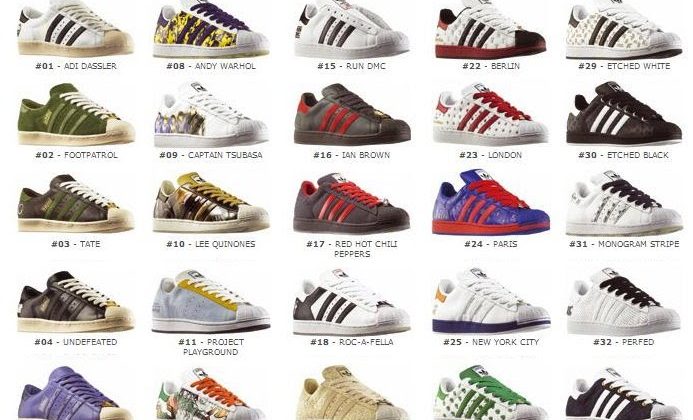 #01 - ADI DASSLER
#08 - ANDY WARHOL
#15 - RUN DMC
#22 - BERLIN
#29 - ETCHED WHITE
#02 - FOOTPATROL
#09 - CAPTAIN TSUBASA
#16 - IAN BROWN
#23 - LONDON
#30 - ETCHED BLACK
#03 - TATE
#10 - LEE QUINONES
#17 - RED HOT CHILI
PEPPERS
#24 - PARIS
#31 - MONOGRAM STRIPE
#04 - UNDEFEATED
#11 - PROJECT
PLAYGROUND
#18 - ROC-A-FELLA
#25 - NEW YORK CITY
#32 - PERFED